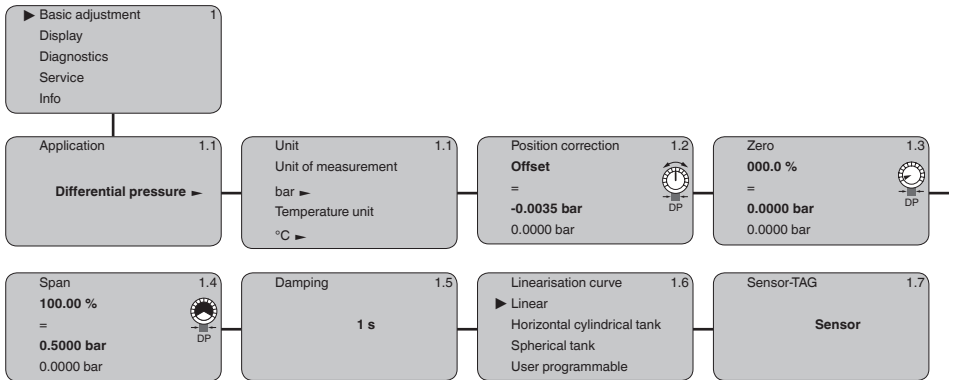 ▶ Basic adjustment 1
Display
Diagnostics
Service
Info
Application 1.1
Differential pressure ►
Unit 1.1
Unit of measurement
bar ►
Temperature unit
°C ►
Position correction 1.2
Offset
=
-0.0035 bar
0.0000 bar
DP
Zero 1.3
000.0 %
=
0.0000 bar
0.0000 bar
DP
Span 1.4
100.00 %
=
0.5000 bar
0.0000 bar
DP
Damping 1.5
1 s
Linearisation curve 1.6
▶ Linear
Horizontal cylindrical tank
Spherical tank
User programmable
Sensor-TAG 1.7
Sensor